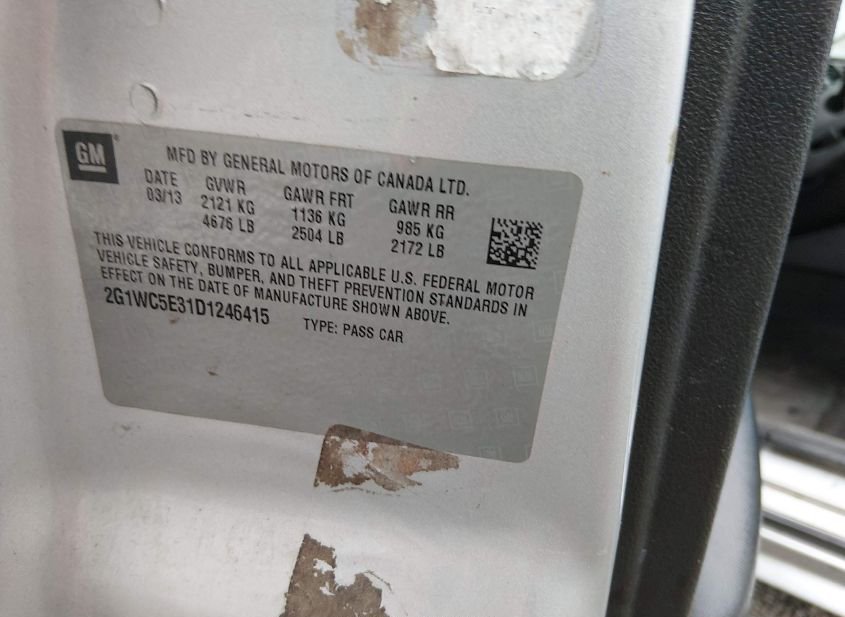 GM
MFD BY GENERAL MOTORS OF CANADA LTD.
DATE GVWR GAWR FRT GAWR RR
03/13 2121 KG 1136 KG 985 KG
4676 LB 2504 LB 2172 LB
THIS VEHICLE CONFORMS TO ALL APPLICABLE U.S. FEDERAL MOTOR
VEHICLE SAFETY, BUMPER, AND THEFT PREVENTION STANDARDS IN
EFFECT ON THE DATE OF MANUFACTURE SHOWN ABOVE.
2G1WC5E31D1246415 TYPE: PASS CAR